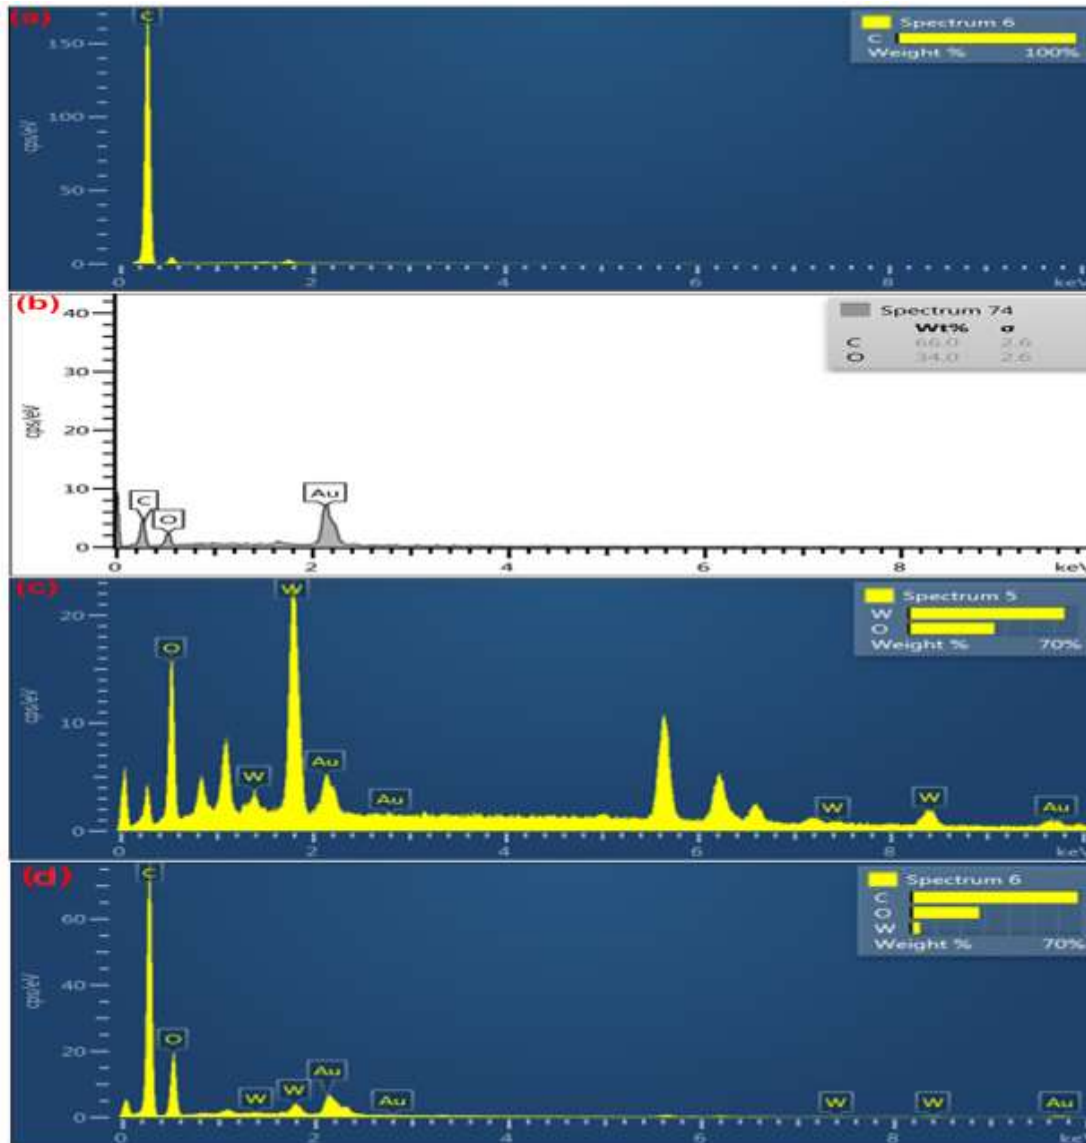 (a)
C
150
100
50
0
cps/eV
0 2 4 6 8 keV
Spectrum 6
C
Weight % 100%
(b)
40
30
20
10
0
cps/eV
C
O
Au
0 2 4 6 8 keV
Spectrum 74
Wt% σ
C 66.0 2.6
O 34.0 2.6
(c)
20
10
0
cps/eV
O
W
W
Au
Au
W
W
Au
0 2 4 6 8 keV
Spectrum 5
W
O
Weight % 70%
(d)
60
40
20
0
cps/eV
C
O
W
W
Au
Au
W
W
Au
0 2 4 6 8 keV
Spectrum 6
C
O
W
Weight % 70%